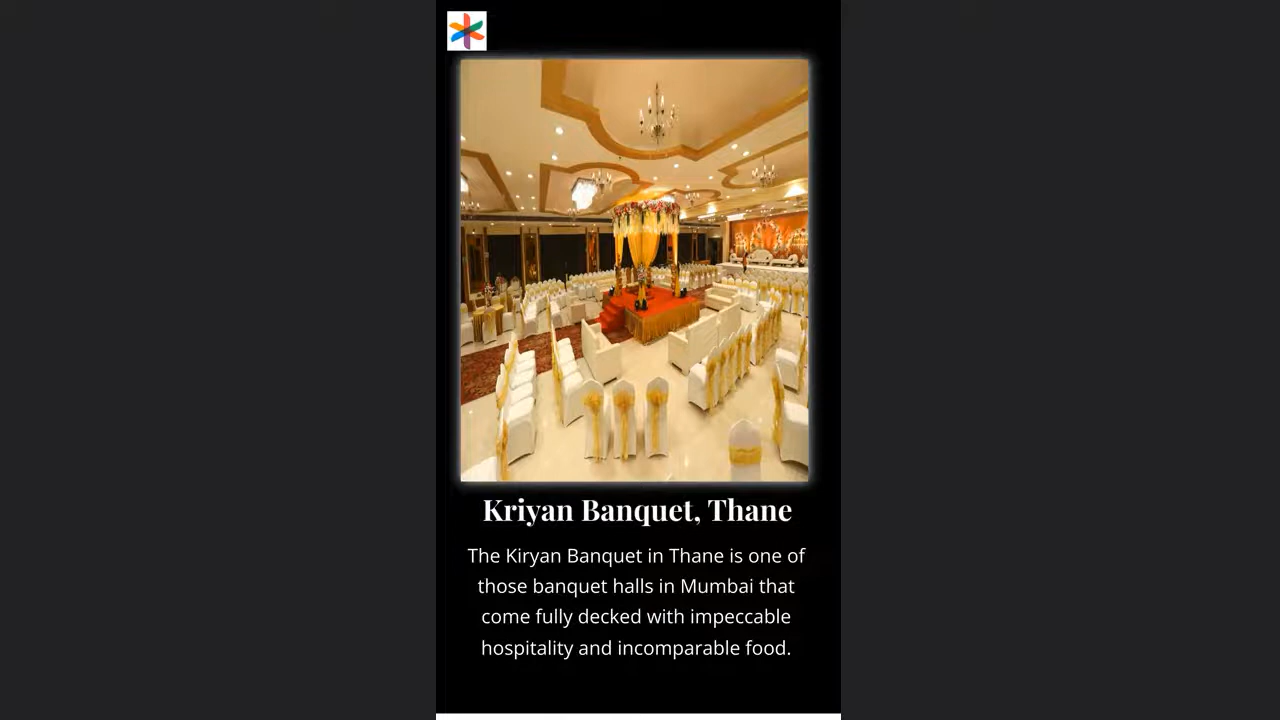 Kriyan Banquet, Thane
The Kiryan Banquet in Thane is one of
those banquet halls in Mumbai that
come fully decked with impeccable
hospitality and incomparable food.